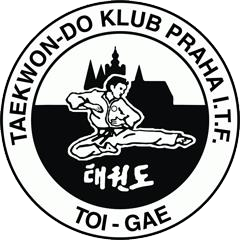 TAEKWON-DO KLUB PRAHA I.T.F.
태권도
TOI - GAE